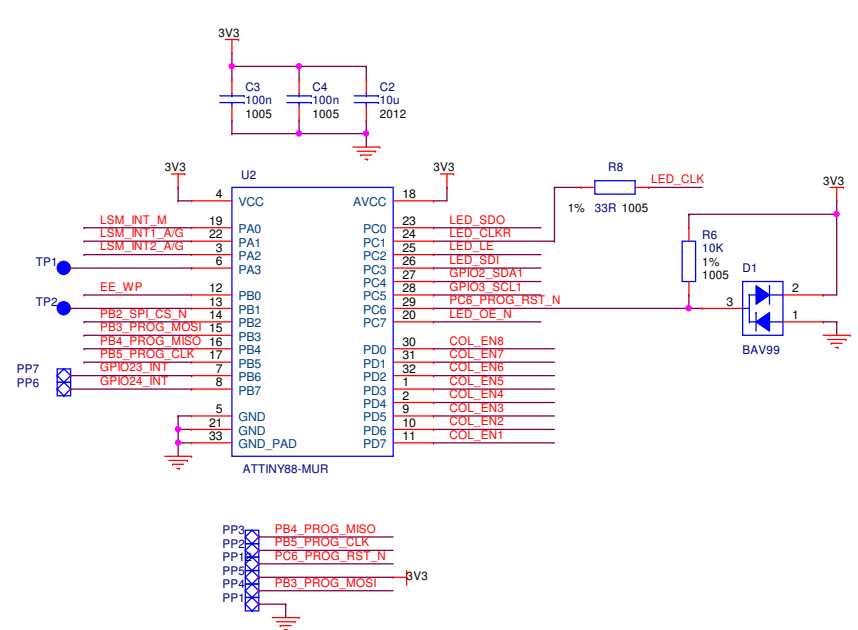 3V3
C3
100n
1005
C4
100n
1005
C2
10u
2012
3V3
U2
3V3
R8
1% 33R 1005
LED_CLK
3V3
4 VCC
AVCC 18
LSM_INT_M 19 PA0
PC0 23 LED_SDO
LSM_INT1_A/G 22 PA1
PC1 24 LED_CLKR
LSM_INT2_A/G 3 PA2
PC2 25 LED_LE
TP1 6 PA3
PC3 26 LED_SDI
PC4 27 GPIO2_SDA1
EE_WP 12 PB0
PC5 28 GPIO3_SCL1
TP2 13 PB1
PC6 29 PC6_PROG_RST_N
PB2_SPI_CS_N 14 PB2
PC7 20 LED_OE_N
PB3_PROG_MOSI 15 PB3
PB4_PROG_MISO 16 PB4
PD0 30 COL_EN8
PB5_PROG_CLK 17 PB5
PD1 31 COL_EN7
PP7 GPIO23_INT 7 PB6
PD2 32 COL_EN6
PP6 GPIO24_INT 8 PB7
PD3 1 COL_EN5
PD4 2 COL_EN4
5 GND
PD5 9 COL_EN3
21 GND
PD6 10 COL_EN2
33 GND_PAD
PD7 11 COL_EN1
ATTINY88-MUR
R6
10K
1%
1005
D1
2
3
1
BAV99
PP3 PB4_PROG_MISO
PP2 PB5_PROG_CLK
PC6_PROG_RST_N
PP5 3V3
PP4 PB3_PROG_MOSI
PP1